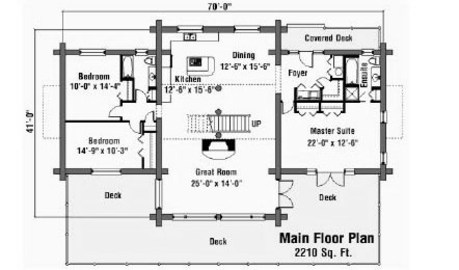 70'-0"
Covered Deck
Dining
12'-6" x 15'-6"
Kitchen
12'-6" x 15'-6"
Bedroom
10'-0" x 14'-4"
Foyer
Ensuite
41'-0"
UP
Bedroom
14'-9" x 10'-3"
Master Suite
22'-0" x 12'-6"
Great Room
25'-0" x 14'-0"
Deck
Deck
Deck
Main Floor Plan
2210 Sq. Ft.